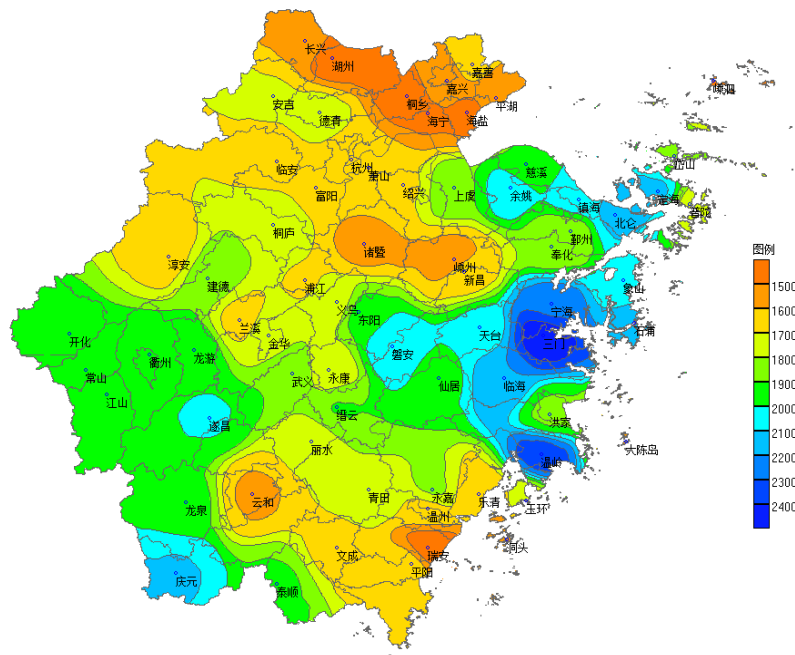 长兴
湖州
嘉善
嘉兴
嵊泗
安吉
桐乡
平湖
德清
海宁
海盐
岱山
临安
杭州
萧山
慈溪
富阳
绍兴
上虞
余姚
定海
镇海
普陀
北仑
桐庐
鄞州
诸暨
奉化
图例
淳安
嵊州
新昌
建德
浦江
象山
1500
义乌
宁海
1600
东阳
兰溪
石浦
1700
开化
金华
天台
三门
衢州
龙游
磐安
1800
常山
武义
永康
仙居
临海
1900
江山
缙云
2000
遂昌
洪家
2100
丽水
大陈岛
2200
温岭
2300
云和
青田
永嘉
乐清
2400
龙泉
温州
玉环
文成
瑞安
洞头
平阳
庆元
泰顺